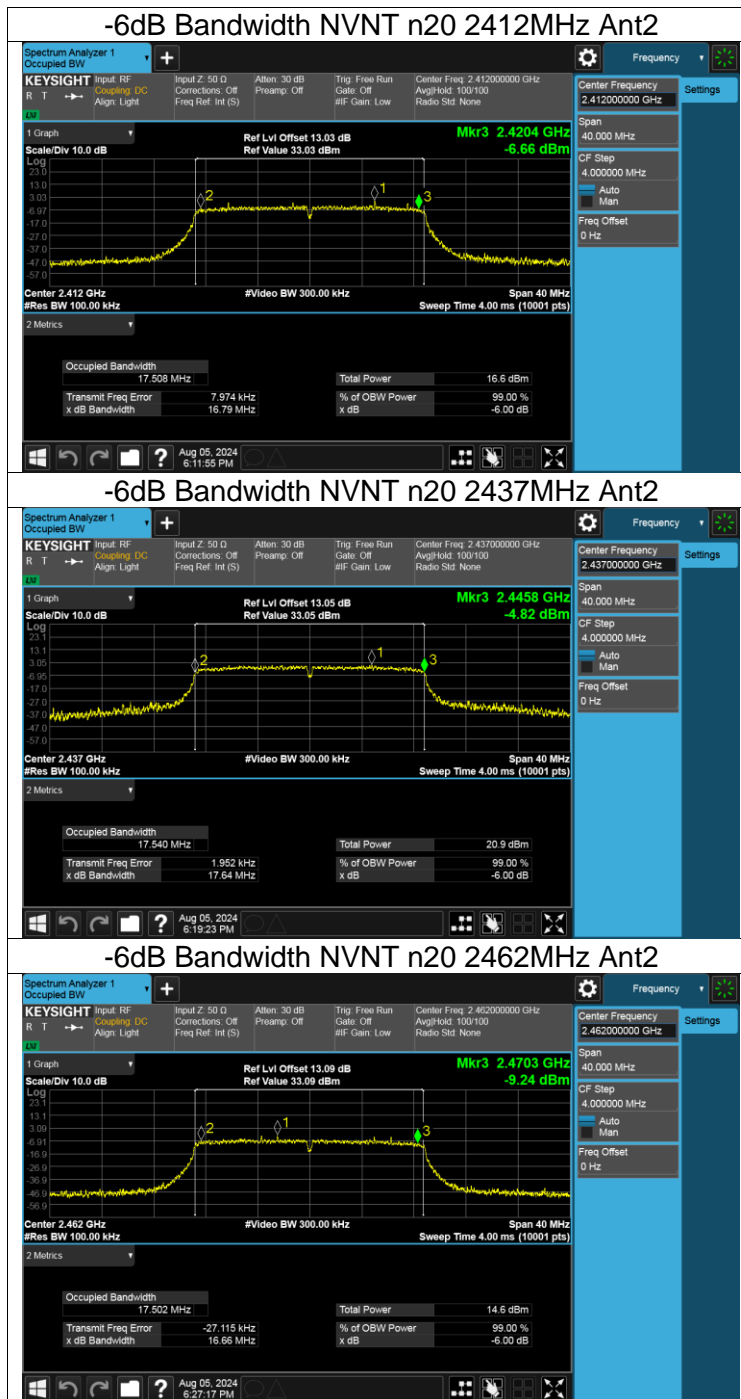 -6dB Bandwidth NVNT n20 2412MHz Ant2
Spectrum Analyzer 1
Occupied BW
Frequency
KEYSIGHT Input: RF Input Z: 50 Ω Atten: 30 dB Trig: Free Run Center Freq: 2.412000000 GHz
R T Coupling: DC Corrections: Off Preamp: Off Gate: Off Avg|Hold: 100/100
Align: Light Freq Ref: Int (S) #IF Gain: Low Radio Std: None
LXI
Center Frequency
2.412000000 GHz
Settings
Span
40.000 MHz
CF Step
4.000000 MHz
Auto
Man
Freq Offset
0 Hz
1 Graph
Ref Lvl Offset 13.03 dB
Mkr3 2.4204 GHz
Scale/Div 10.0 dB
Ref Value 33.03 dBm
-6.66 dBm
Log
23.0
13.0
3.03
-6.97
-17.0
-27.0
-37.0
-47.0
-57.0
2
1
3
Center 2.412 GHz #Video BW 300.00 kHz Span 40 MHz
#Res BW 100.00 kHz Sweep Time 4.00 ms (10001 pts)
2 Metrics
Occupied Bandwidth
17.508 MHz
Total Power 16.6 dBm
Transmit Freq Error 7.974 kHz % of OBW Power 99.00 %
x dB Bandwidth 16.79 MHz x dB -6.00 dB
?
Aug 05, 2024
6:11:55 PM
-6dB Bandwidth NVNT n20 2437MHz Ant2
Spectrum Analyzer 1
Occupied BW
Frequency
KEYSIGHT Input: RF Input Z: 50 Ω Atten: 30 dB Trig: Free Run Center Freq: 2.437000000 GHz
R T Coupling: DC Corrections: Off Preamp: Off Gate: Off Avg|Hold: 100/100
Align: Light Freq Ref: Int (S) #IF Gain: Low Radio Std: None
LXI
Center Frequency
2.437000000 GHz
Settings
Span
40.000 MHz
CF Step
4.000000 MHz
Auto
Man
Freq Offset
0 Hz
1 Graph
Ref Lvl Offset 13.05 dB
Mkr3 2.4458 GHz
Scale/Div 10.0 dB
Ref Value 33.05 dBm
-4.82 dBm
Log
23.1
13.1
3.05
-6.95
-17.0
-27.0
-37.0
-47.0
-57.0
2
1
3
Center 2.437 GHz #Video BW 300.00 kHz Span 40 MHz
#Res BW 100.00 kHz Sweep Time 4.00 ms (10001 pts)
2 Metrics
Occupied Bandwidth
17.540 MHz
Total Power 20.9 dBm
Transmit Freq Error 1.952 kHz % of OBW Power 99.00 %
x dB Bandwidth 17.64 MHz x dB -6.00 dB
?
Aug 05, 2024
6:19:23 PM
-6dB Bandwidth NVNT n20 2462MHz Ant2
Spectrum Analyzer 1
Occupied BW
Frequency
KEYSIGHT Input: RF Input Z: 50 Ω Atten: 30 dB Trig: Free Run Center Freq: 2.462000000 GHz
R T Coupling: DC Corrections: Off Preamp: Off Gate: Off Avg|Hold: 100/100
Align: Light Freq Ref: Int (S) #IF Gain: Low Radio Std: None
LXI
Center Frequency
2.462000000 GHz
Settings
Span
40.000 MHz
CF Step
4.000000 MHz
Auto
Man
Freq Offset
0 Hz
1 Graph
Ref Lvl Offset 13.09 dB
Mkr3 2.4703 GHz
Scale/Div 10.0 dB
Ref Value 33.09 dBm
-9.24 dBm
Log
23.1
13.1
3.09
-6.91
-16.9
-26.9
-36.9
-46.9
-56.9
2
1
3
Center 2.462 GHz #Video BW 300.00 kHz Span 40 MHz
#Res BW 100.00 kHz Sweep Time 4.00 ms (10001 pts)
2 Metrics
Occupied Bandwidth
17.502 MHz
Total Power 14.6 dBm
Transmit Freq Error -27.115 kHz % of OBW Power 99.00 %
x dB Bandwidth 16.66 MHz x dB -6.00 dB
?
Aug 05, 2024
6:27:17 PM